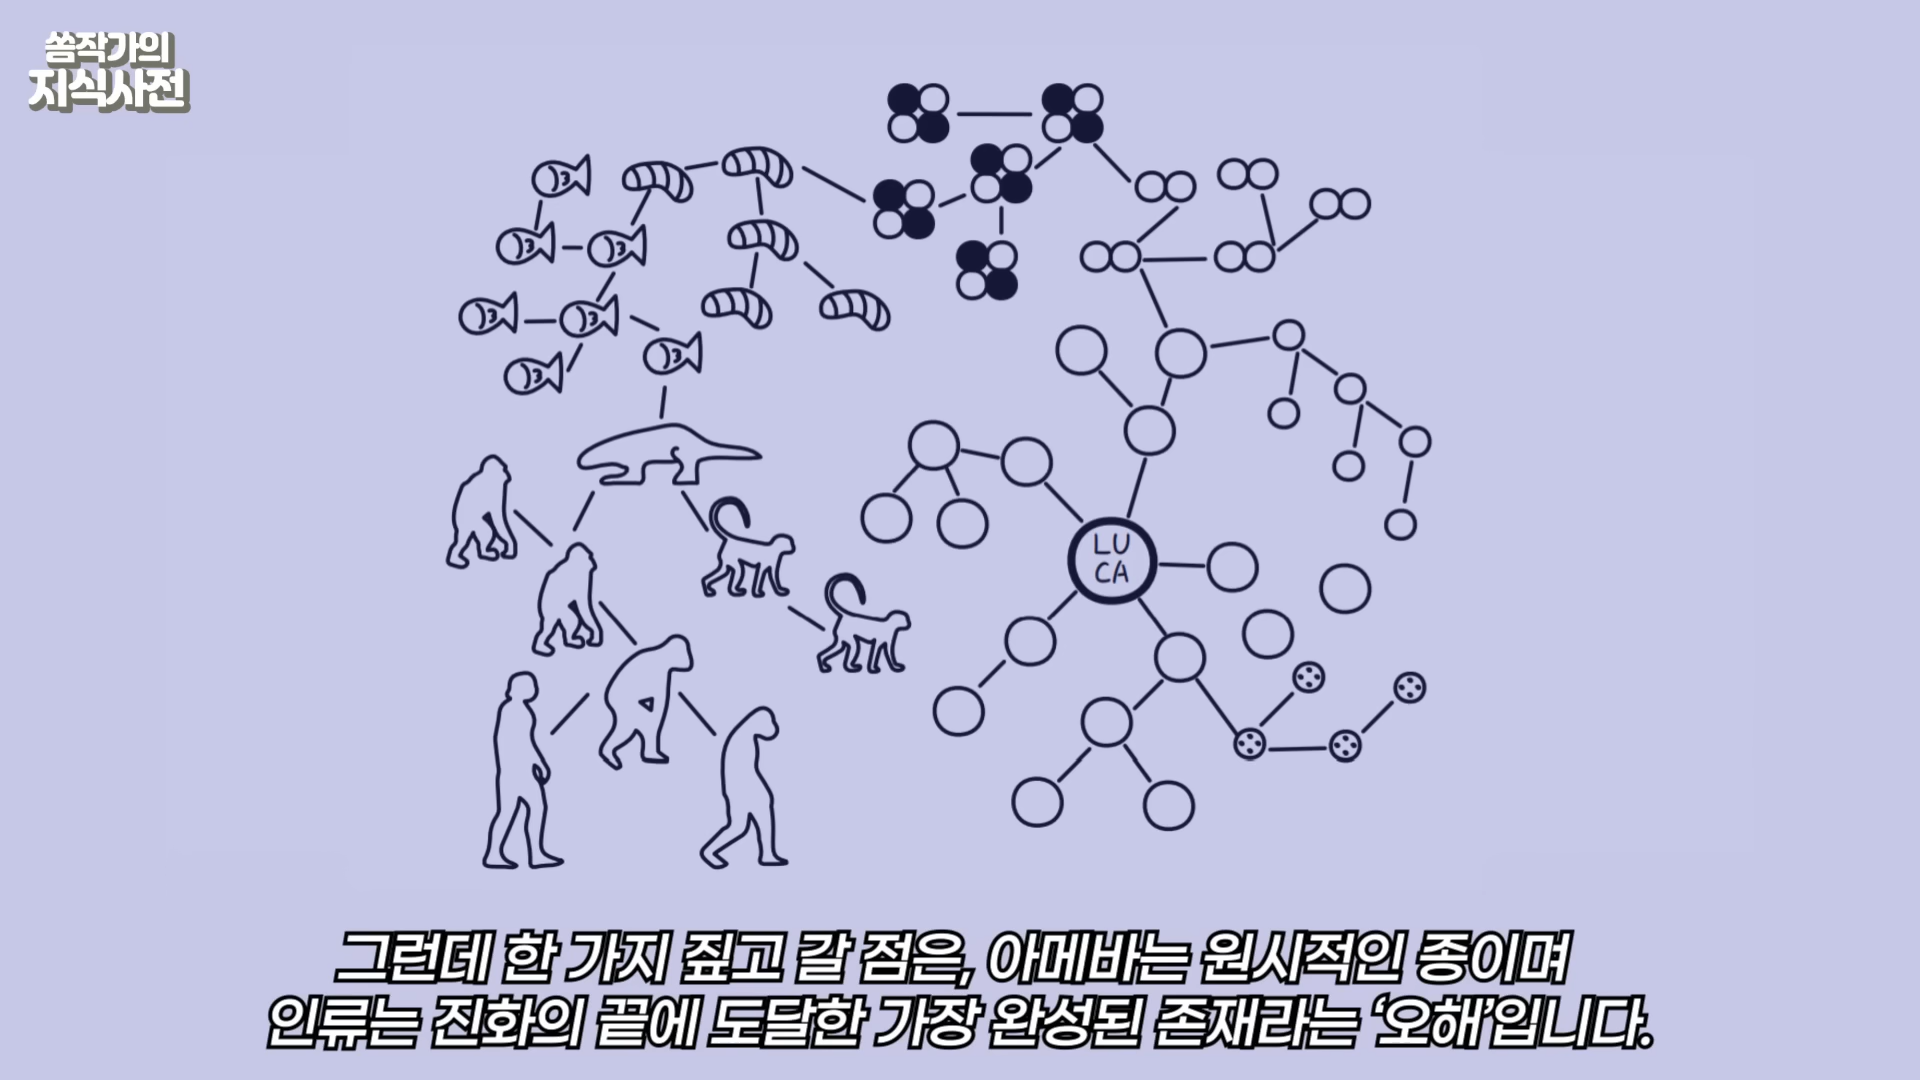 쏨작가의
지식사전
LU
CA
그런데 한 가지 짚고 갈 점은, 아메바는 원시적인 종이며
인류는 진화의 끝에 도달한 가장 완성된 존재라는 ‘오해’입니다.